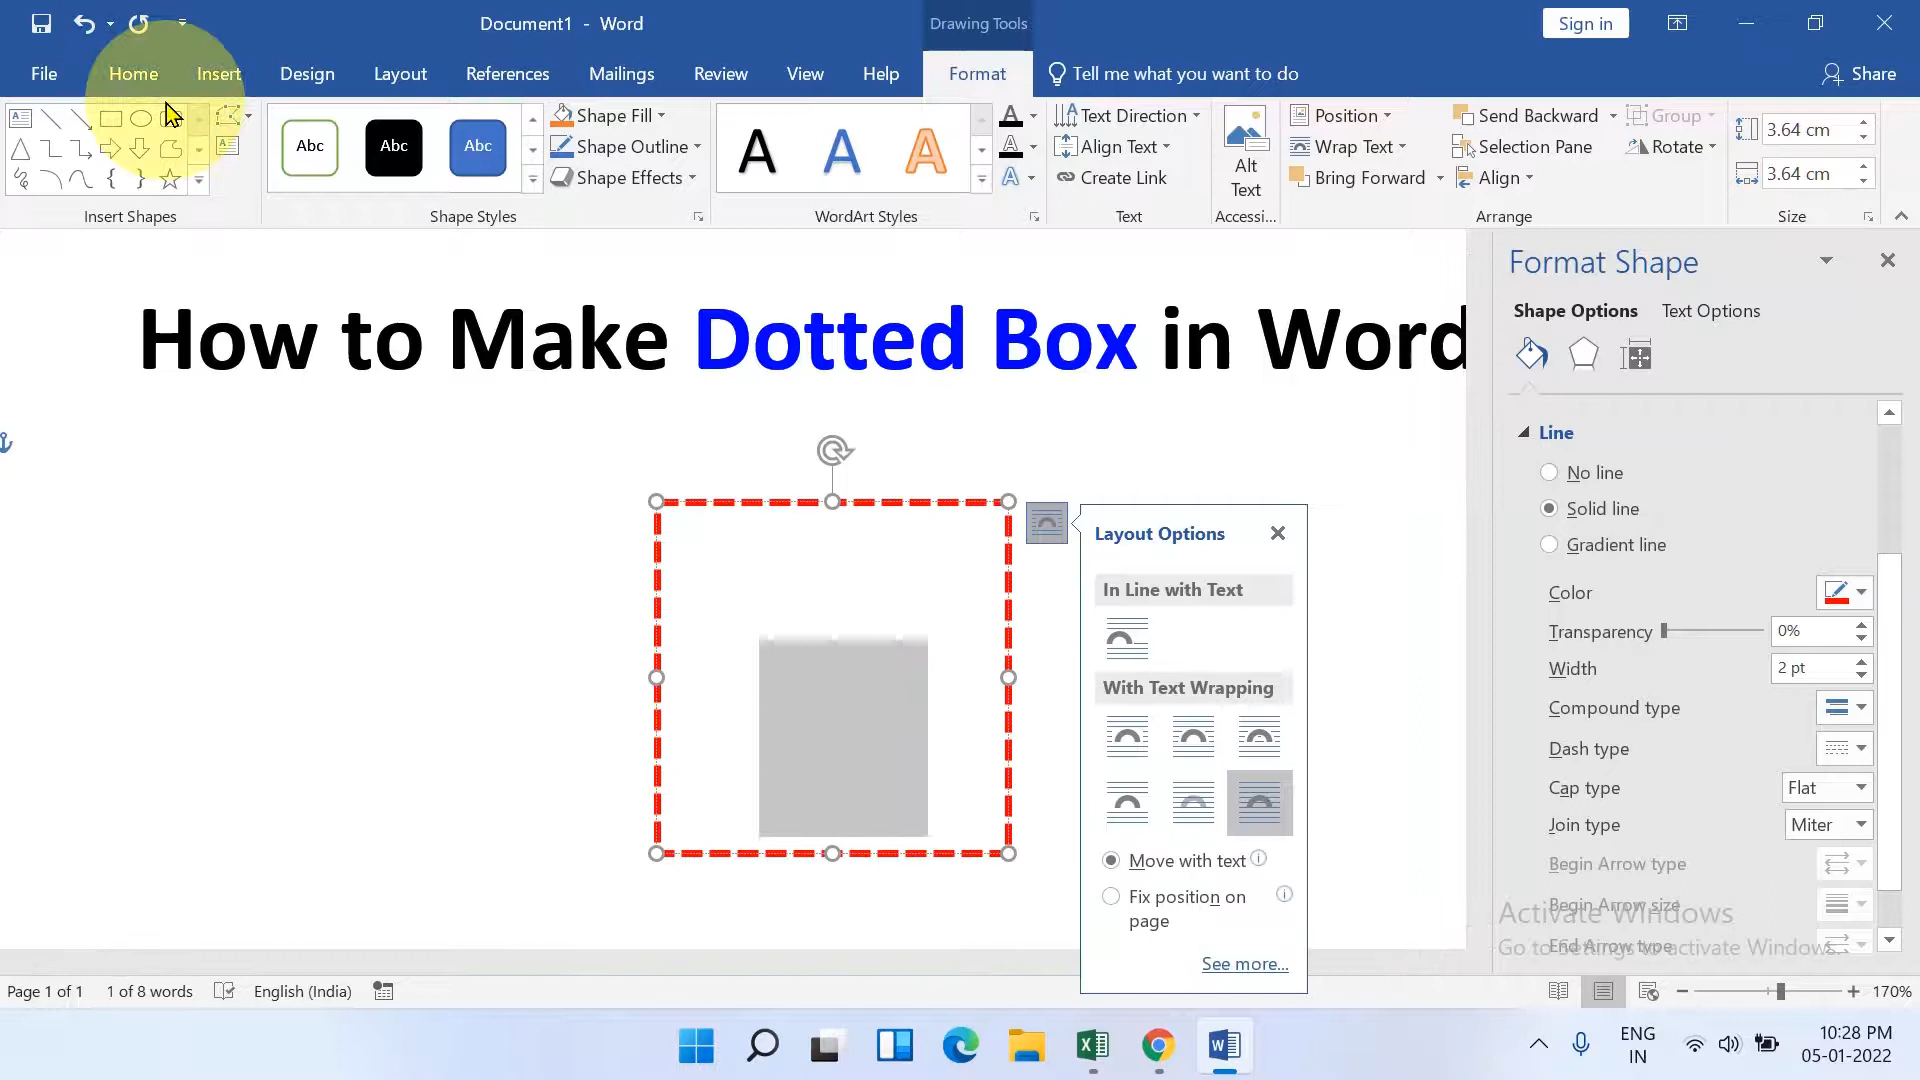 Document1 - Word
Drawing Tools
Sign in
File Home Insert Design Layout References Mailings Review View Help Format Tell me what you want to do Share
Abc Abc Abc
Shape Fill
Shape Outline
Shape Effects
A A A
Text Direction
Align Text
Create Link
Alt
Text
Position
Wrap Text
Bring Forward
Send Backward
Selection Pane
Align
Group
Rotate
3.64 cm
3.64 cm
Insert Shapes Shape Styles WordArt Styles Text Accessi... Arrange Size
How to Make Dotted Box in Word
Layout Options
In Line with Text
With Text Wrapping
Move with text
Fix position on
page
See more...
Format Shape
Shape Options Text Options
Line
No line
Solid line
Gradient line
Color
Transparency 0%
Width 2 pt
Compound type
Dash type
Cap type Flat
Join type Miter
Begin Arrow type
Begin Arrow size
End Arrow type
Activate Windows
Go to Settings to activate Windows.
Page 1 of 1 1 of 8 words English (India) 170%
ENG
IN
10:28 PM
05-01-2022